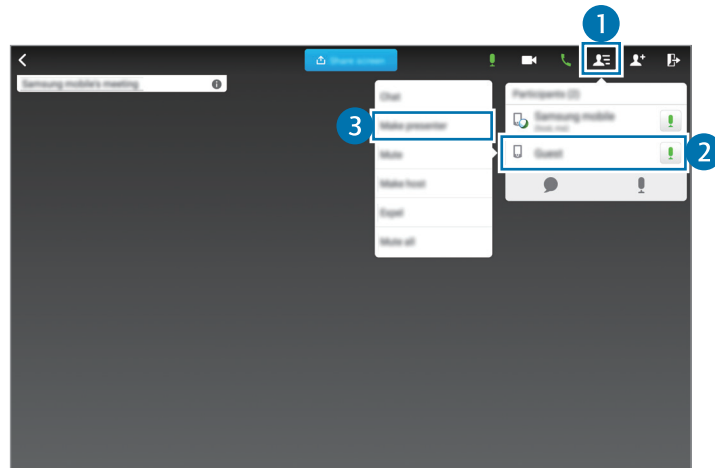 1
Share screen
Samsung mobile's meeting
Chat
Participants (2)
3
Make presenter
Samsung mobile
Mute
Guest
2
Make host
Expel
Mute all